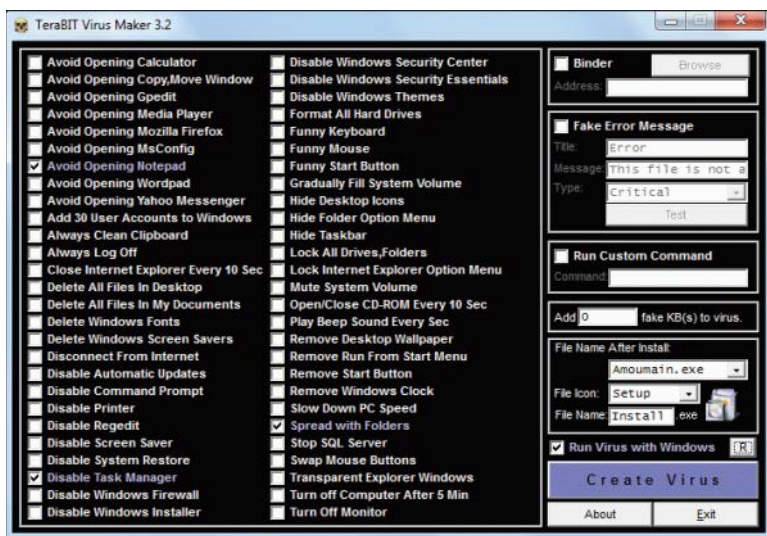 TeraBIT Virus Maker 3.2
Avoid Opening Calculator
Avoid Opening Copy,Move Window
Avoid Opening Gpedit
Avoid Opening Media Player
Avoid Opening Mozilla Firefox
Avoid Opening MsConfig
Avoid Opening Notepad
Avoid Opening Wordpad
Avoid Opening Yahoo Messenger
Add 30 User Accounts to Windows
Always Clean Clipboard
Always Log Off
Close Internet Explorer Every 10 Sec
Delete All Files In Desktop
Delete All Files In My Documents
Delete Windows Fonts
Delete Windows Screen Savers
Disconnect From Internet
Disable Automatic Updates
Disable Command Prompt
Disable Printer
Disable Regedit
Disable Screen Saver
Disable System Restore
Disable Task Manager
Disable Windows Firewall
Disable Windows Installer
Disable Windows Security Center
Disable Windows Security Essentials
Disable Windows Themes
Format All Hard Drives
Funny Keyboard
Funny Mouse
Funny Start Button
Gradually Fill System Volume
Hide Desktop Icons
Hide Folder Option Menu
Hide Taskbar
Lock All Drives,Folders
Lock Internet Explorer Option Menu
Mute System Volume
Open/Close CD-ROM Every 10 Sec
Play Beep Sound Every Sec
Remove Desktop Wallpaper
Remove Run From Start Menu
Remove Start Button
Remove Windows Clock
Slow Down PC Speed
Spread with Folders
Stop SQL Server
Swap Mouse Buttons
Transparent Explorer Windows
Turn off Computer After 5 Min
Turn Off Monitor
Binder Browse
Address:
Fake Error Message
Title: Error
Message: This file is not a
Type: Critical
Test
Run Custom Command
Command:
Add 0 fake KB(s) to virus.
File Name After Install:
Amoumain.exe
File Icon: Setup
File Name: Install .exe
Run Virus with Windows [R]
Create Virus
About Exit